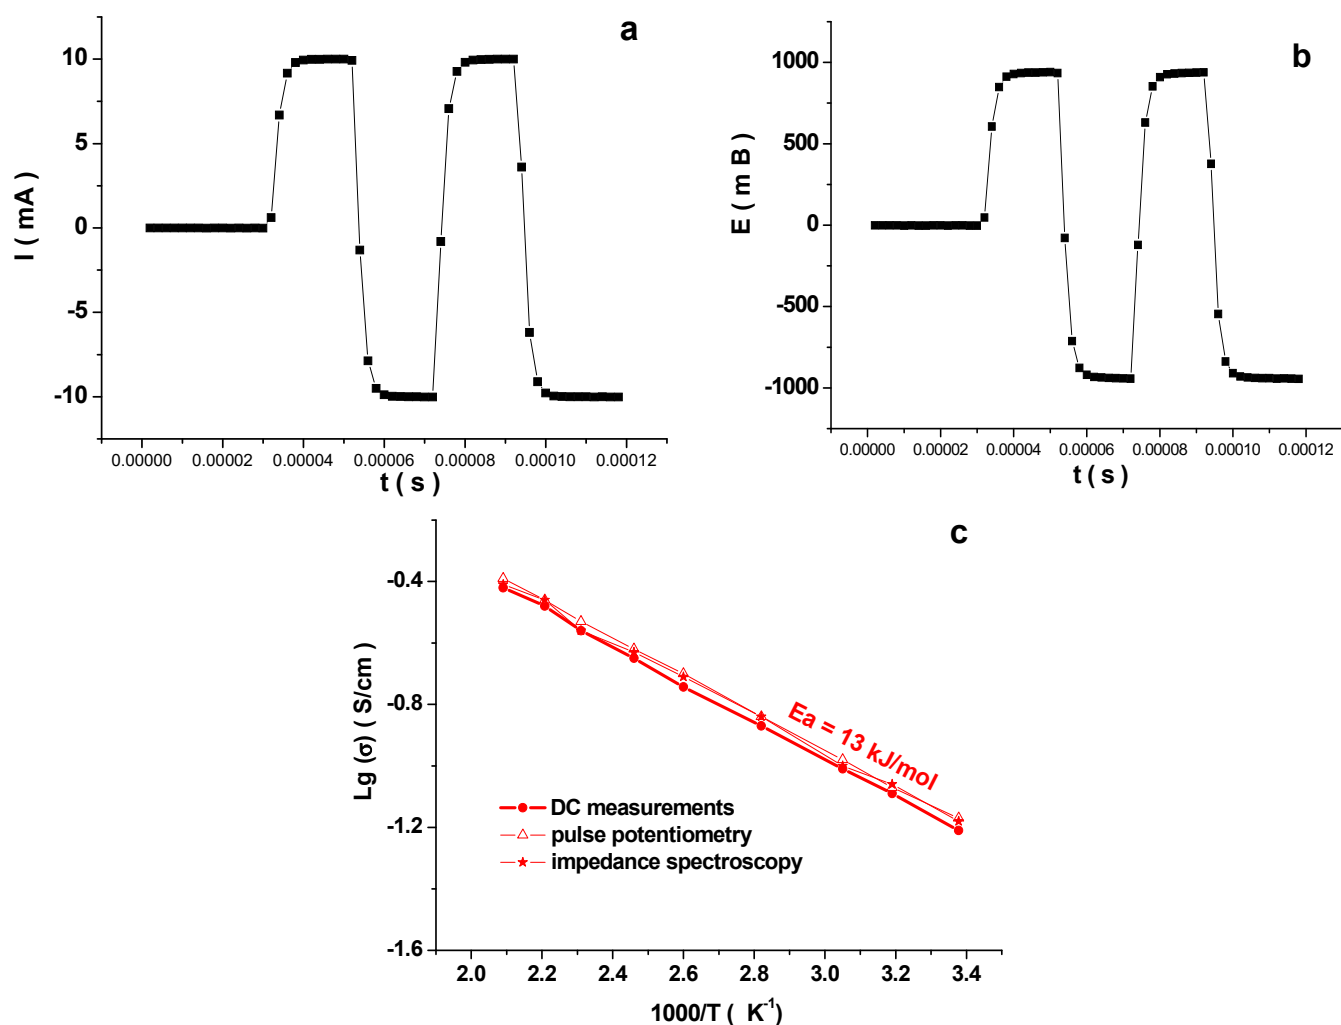 a
10
5
0
-5
-10
I ( mA)
0.00000 0.00002 0.00004 0.00006 0.00008 0.00010 0.00012
t ( s )
b
1000
500
0
-500
-1000
E ( m B )
0.00000 0.00002 0.00004 0.00006 0.00008 0.00010 0.00012
t ( s )
c
-0.4
-0.8
-1.2
-1.6
Lg (σ) ( S/cm )
Ea = 13 kJ/mol
DC measurements
pulse potentiometry
impedance spectroscopy
2.0 2.2 2.4 2.6 2.8 3.0 3.2 3.4
1000/T ( K⁻¹)